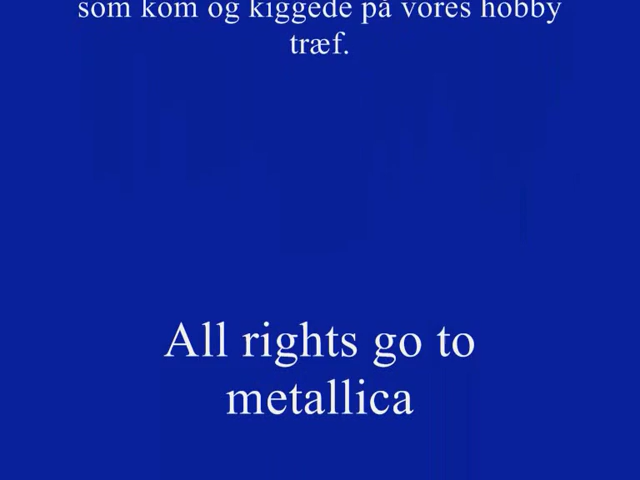 som kom og kiggede på vores hobby
træf.
All rights go to
metallica